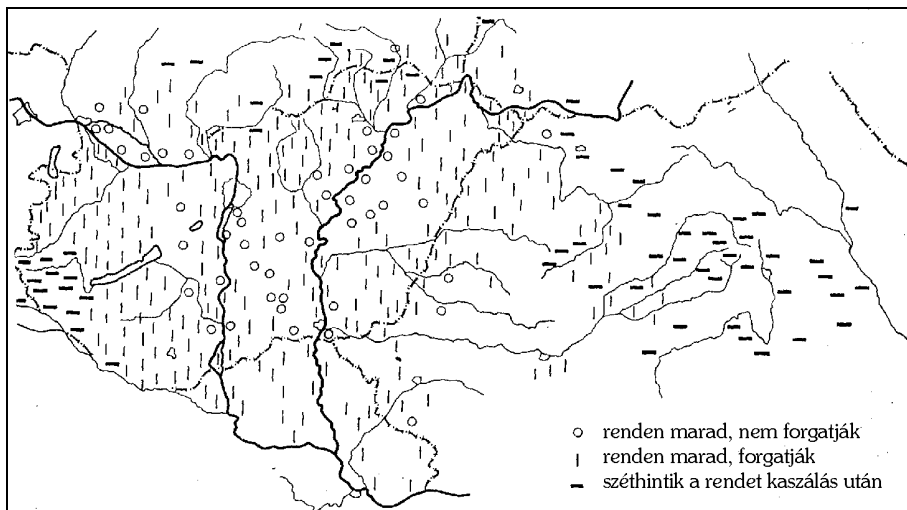 renden marad, nem forgatják
renden marad, forgatják
széthintik a rendet kaszálás után